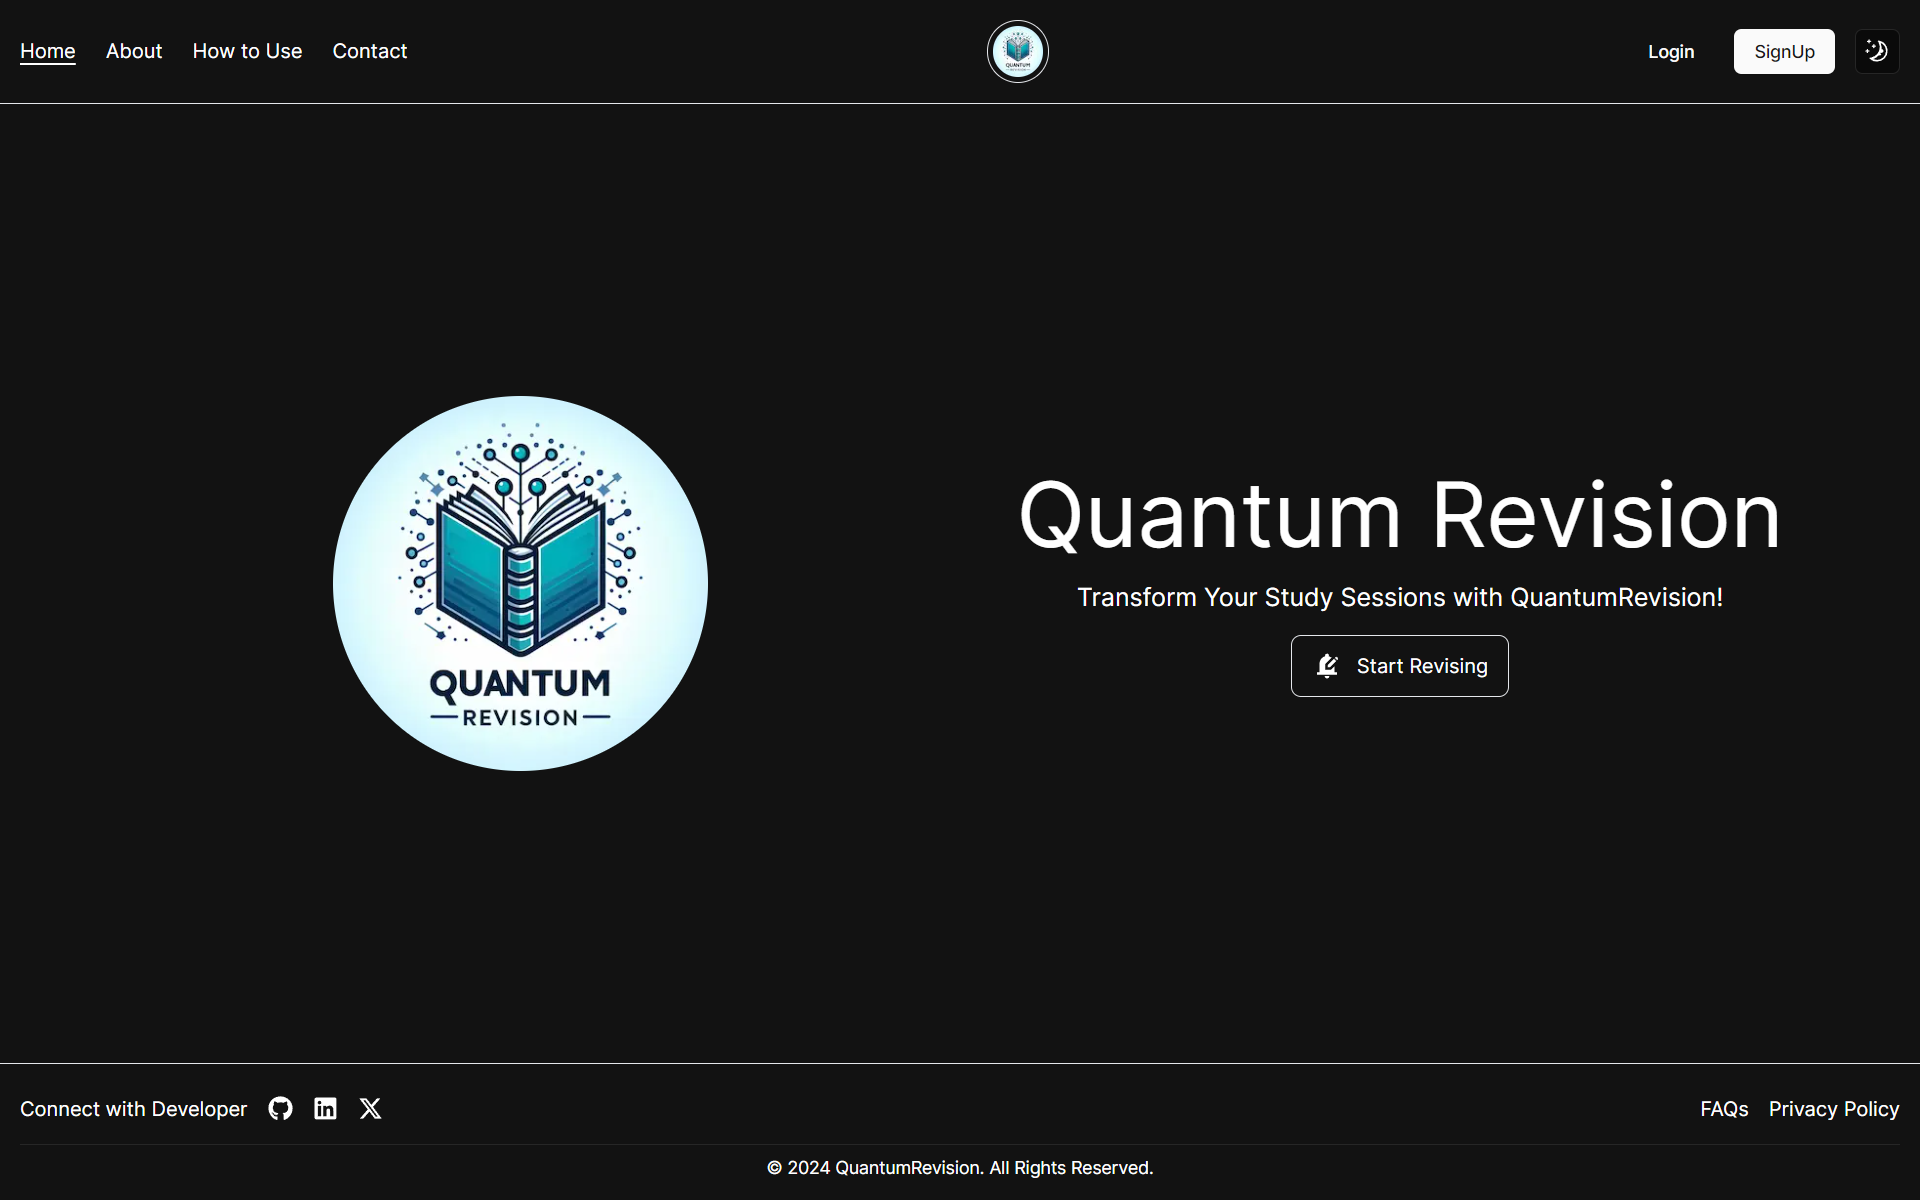 Home About How to Use Contact
QUANTUM
Login SignUp
QUANTUM
REVISION
Quantum Revision
Transform Your Study Sessions with QuantumRevision!
Start Revising
Connect with Developer
FAQs Privacy Policy
© 2024 QuantumRevision. All Rights Reserved.